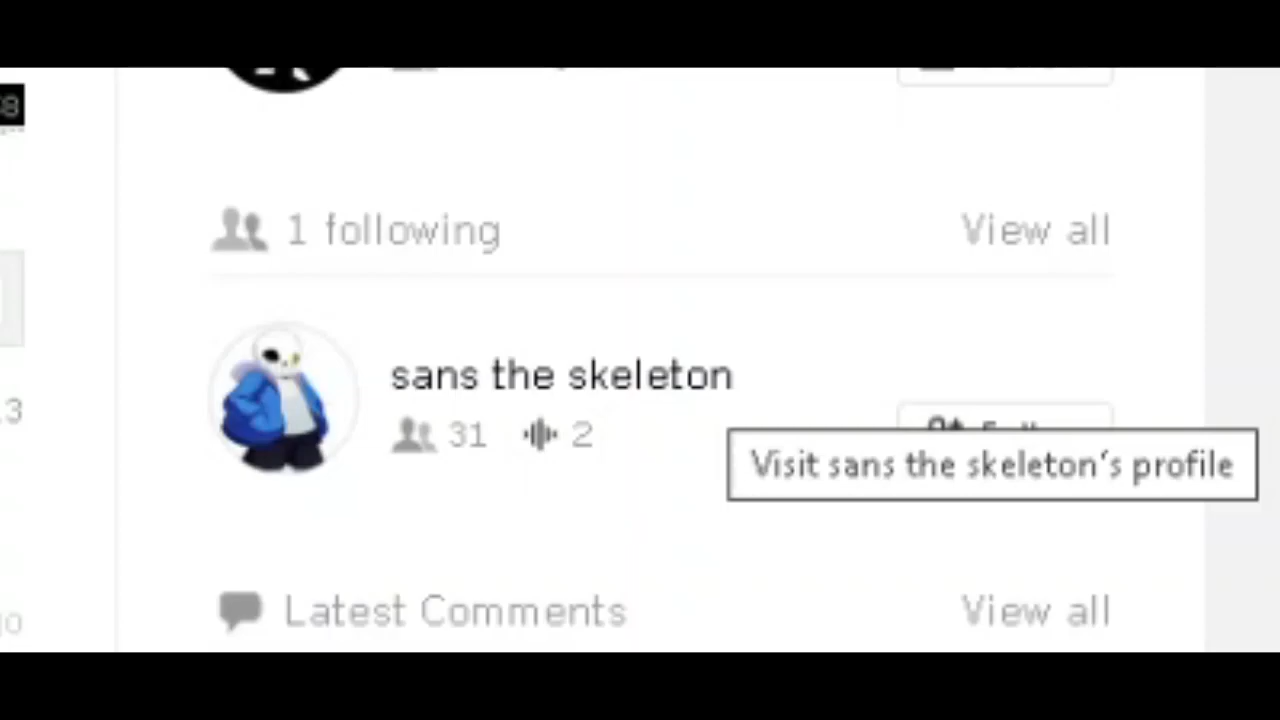 1 following View all
sans the skeleton
31 2
Visit sans the skeleton's profile
Latest Comments View all